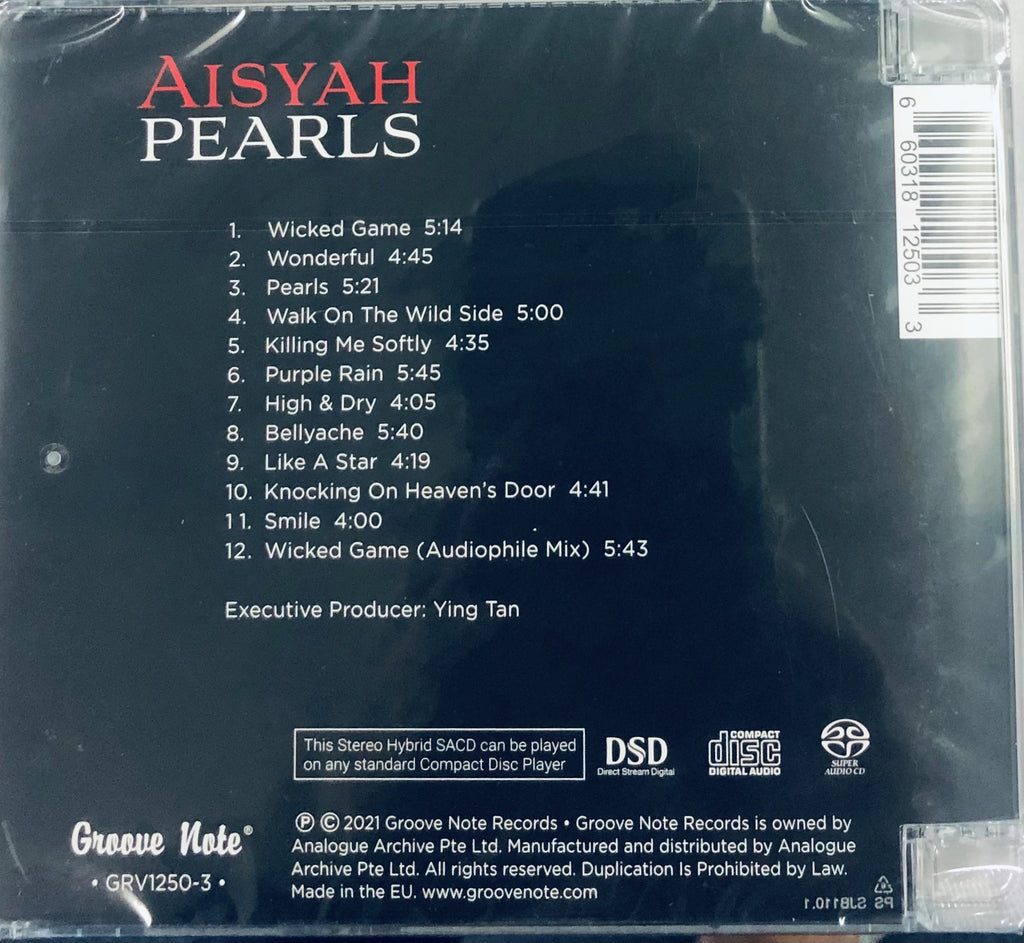 AISYAH
PEARLS
1. Wicked Game 5:14
2. Wonderful 4:45
3. Pearls 5:21
4. Walk On The Wild Side 5:00
5. Killing Me Softly 4:35
6. Purple Rain 5:45
7. High & Dry 4:05
8. Bellyache 5:40
9. Like A Star 4:19
10. Knocking On Heaven's Door 4:41
11. Smile 4:00
12. Wicked Game (Audiophile Mix) 5:43
Executive Producer: Ying Tan
6 60318 12503 3
This Stereo Hybrid SACD can be played
on any standard Compact Disc Player
DSD
Direct Stream Digital
COMPACT
disc
DIGITAL AUDIO
SUPER
AUDIO CD
Groove Note®
• GRV1250-3 •
℗ © 2021 Groove Note Records • Groove Note Records is owned by
Analogue Archive Pte Ltd. Manufactured and distributed by Analogue
Archive Pte Ltd. All rights reserved. Duplication Is Prohibited by Law.
Made in the EU. www.groovenote.com
PS SJB110.1